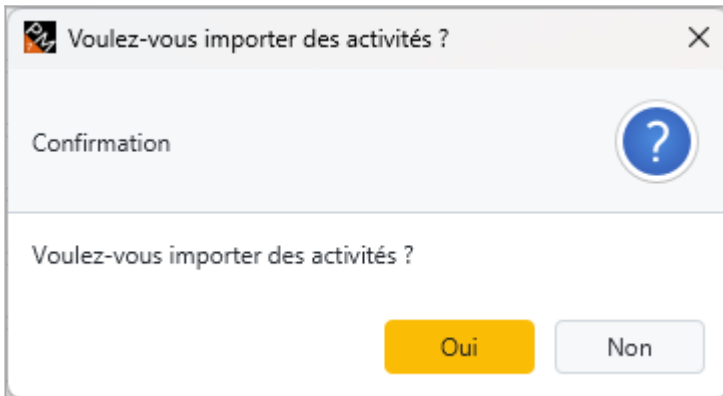 Voulez-vous importer des activités ?
Confirmation
?
Voulez-vous importer des activités ?
Oui
Non